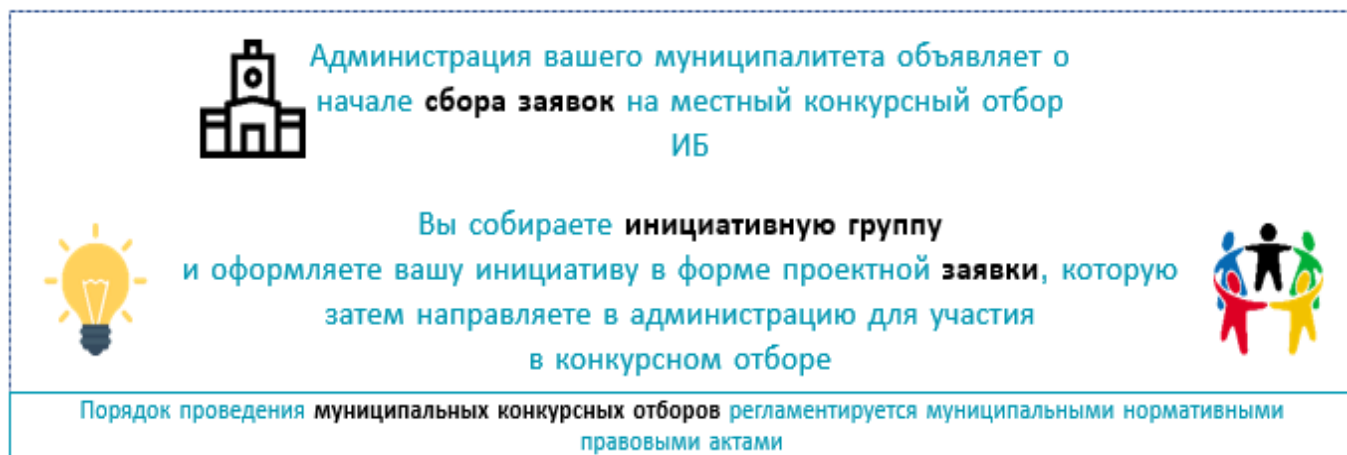 Администрация вашего муниципалитета объявляет о
начале сбора заявок на местный конкурсный отбор
ИБ
Вы собираете инициативную группу
и оформляете вашу инициативу в форме проектной заявки, которую
затем направляете в администрацию для участия
в конкурсном отборе
Порядок проведения муниципальных конкурсных отборов регламентируется муниципальными нормативными
правовыми актами